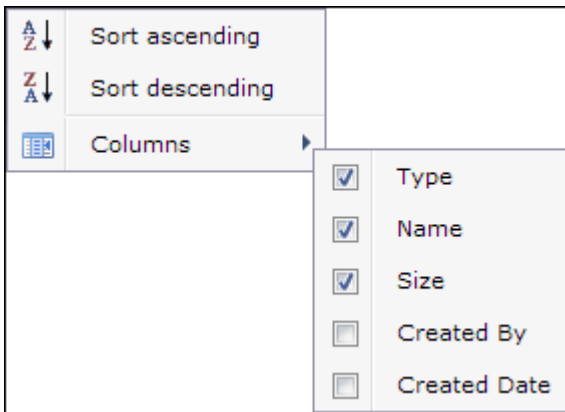 A
Z
Sort ascending
Z
A
Sort descending
Columns
Type
Name
Size
Created By
Created Date